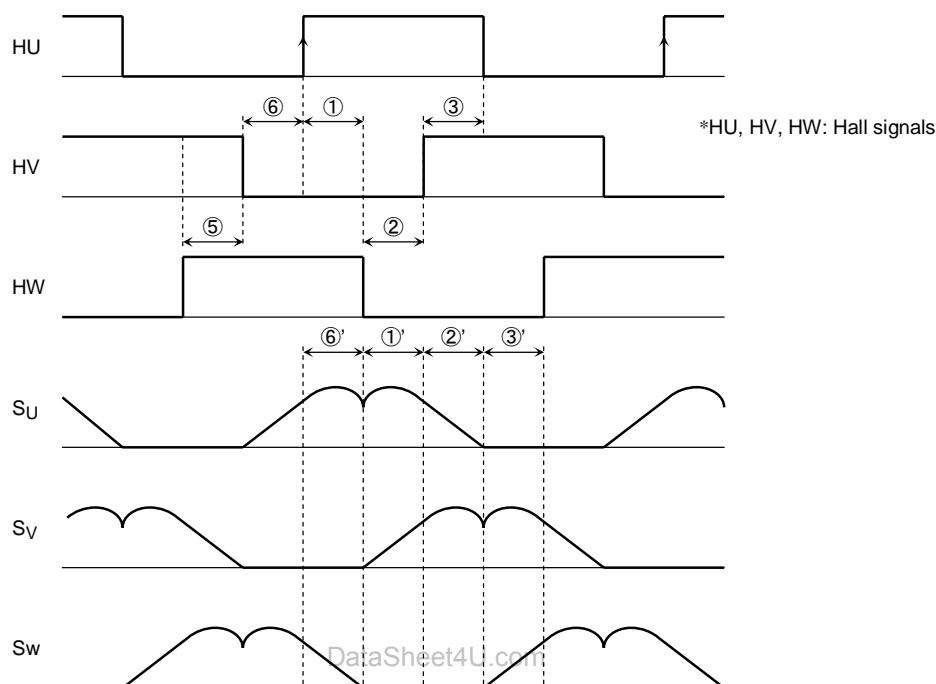 HU
⑥ ① ③
*HU, HV, HW: Hall signals
HV
⑤ ②
HW
⑥’ ①’ ②’ ③’
SU
SV
Sw
DataSheet4U.com